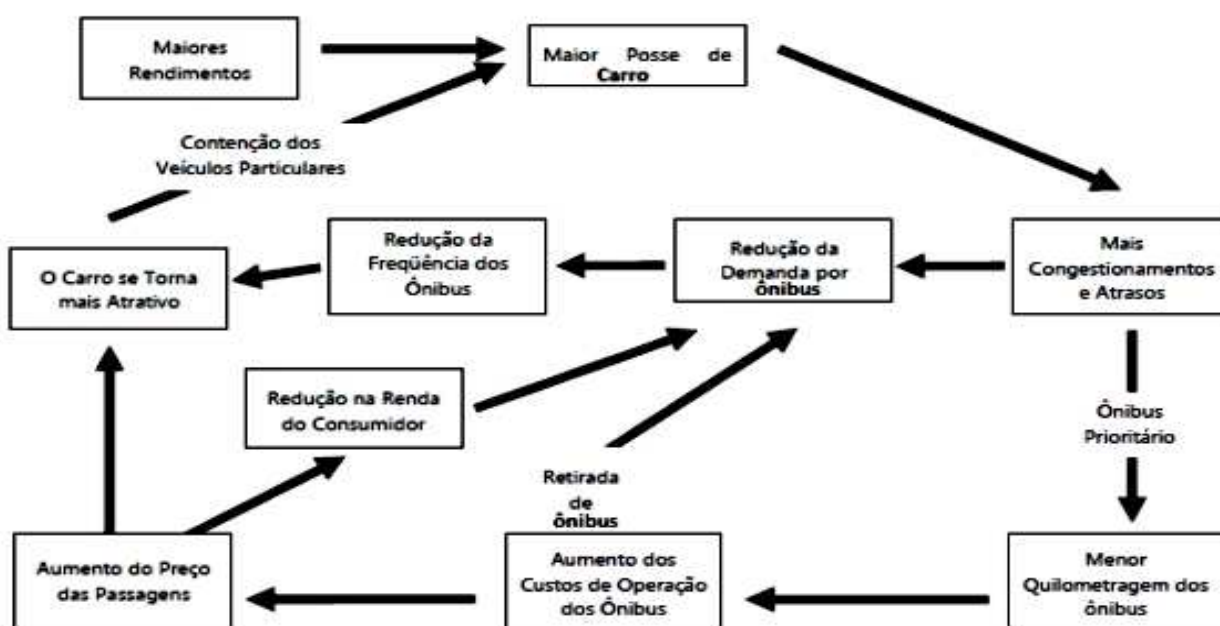 Maiores
Rendimentos
Maior Posse de
Carro
Contenção dos
Veículos Particulares
O Carro se Torna
mais Atrativo
Redução da
Freqüência dos
Ônibus
Redução da
Demanda por
ônibus
Mais
Congestionamentos
e Atrasos
Redução na Renda
do Consumidor
Ônibus
Prioritário
Retirada
de
ônibus
Aumento do Preço
das Passagens
Aumento dos
Custos de Operação
dos Ônibus
Menor
Quilometragem dos
ônibus